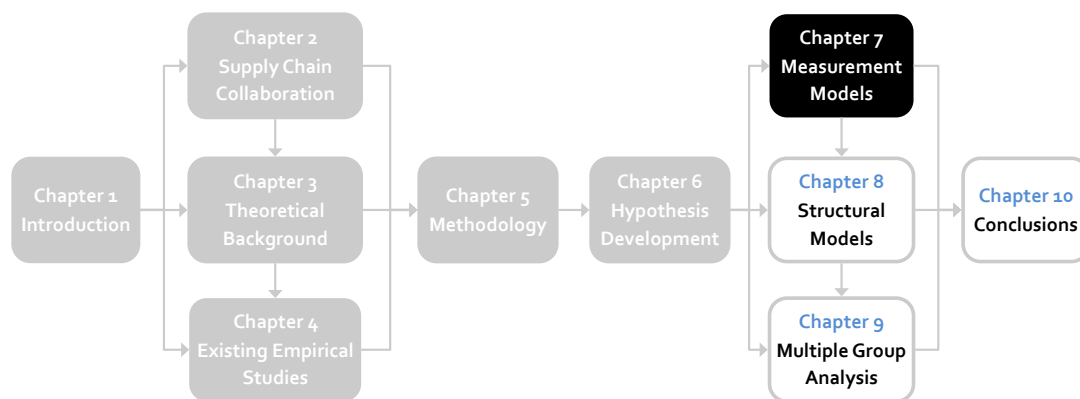 Chapter 1
Introduction
Chapter 2
Supply Chain
Collaboration
Chapter 3
Theoretical
Background
Chapter 4
Existing Empirical
Studies
Chapter 5
Methodology
Chapter 6
Hypothesis
Development
Chapter 7
Measurement
Models
Chapter 8
Structural
Models
Chapter 9
Multiple Group
Analysis
Chapter 10
Conclusions